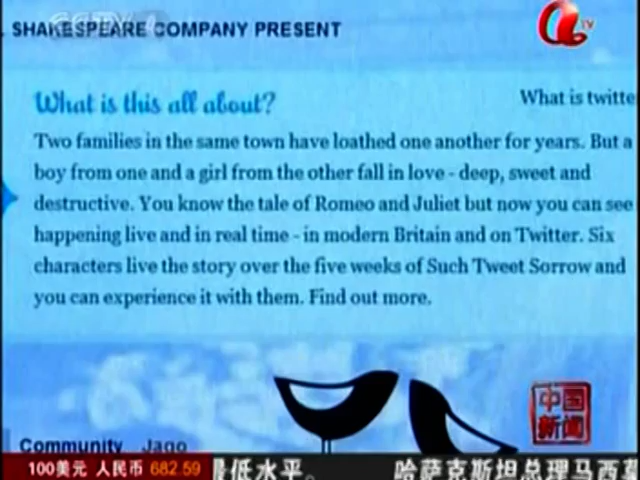 SHAKESPEARE COMPANY PRESENT
What is this all about?
What is twitte
Two families in the same town have loathed one another for years. But a
boy from one and a girl from the other fall in love - deep, sweet and
destructive. You know the tale of Romeo and Juliet but now you can see
happening live and in real time - in modern Britain and on Twitter. Six
characters live the story over the five weeks of Such Tweet Sorrow and
you can experience it with them. Find out more.
中国
新闻
Community Jago
100美元 人民币 682.59 最低水平。 哈萨克斯坦总理马西莫